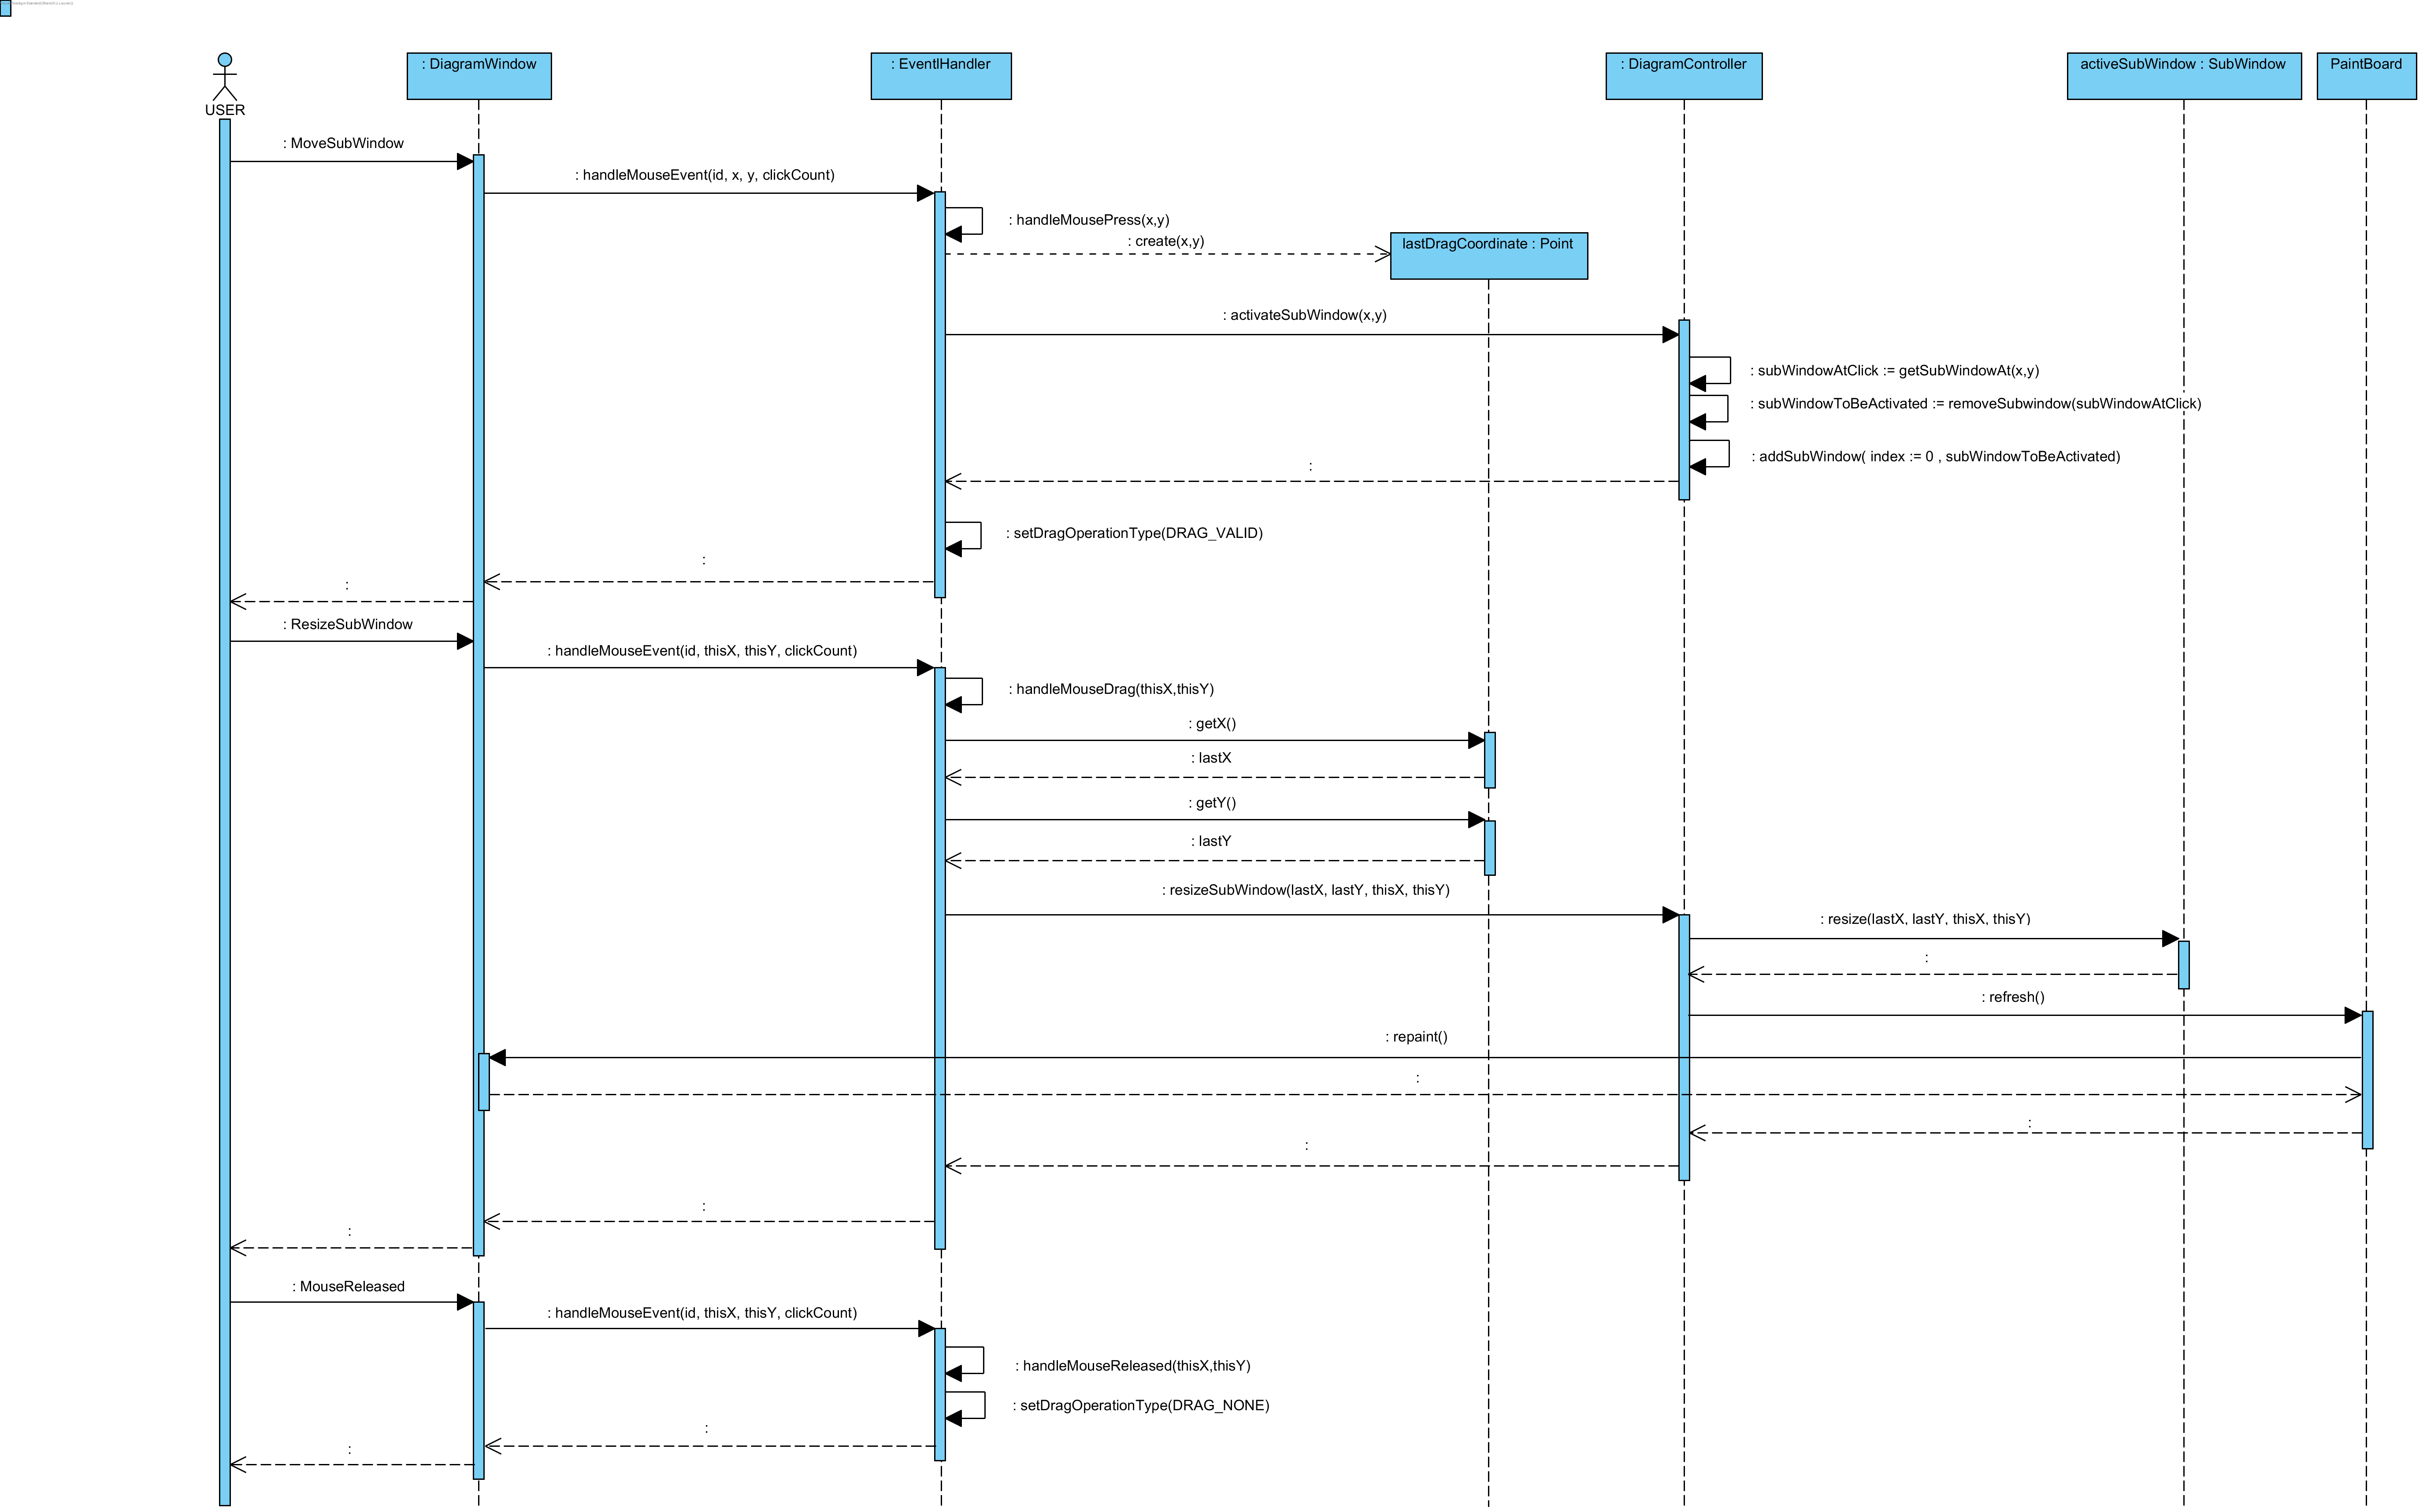 : DiagramWindow
: EventlHandler
: DiagramController
activeSubWindow : SubWindow
PaintBoard
USER
: MoveSubWindow
: handleMouseEvent(id, x, y, clickCount)
: handleMousePress(x,y)
: create(x,y)
lastDragCoordinate : Point
: activateSubWindow(x,y)
: subWindowAtClick := getSubWindowAt(x,y)
: subWindowToBeActivated := removeSubwindow(subWindowAtClick)
: addSubWindow( index := 0 , subWindowToBeActivated)
:
: setDragOperationType(DRAG_VALID)
:
:
: ResizeSubWindow
: handleMouseEvent(id, thisX, thisY, clickCount)
: handleMouseDrag(thisX,thisY)
: getX()
: lastX
: getY()
: lastY
: resizeSubWindow(lastX, lastY, thisX, thisY)
: resize(lastX, lastY, thisX, thisY)
:
: refresh()
: repaint()
:
:
:
:
:
: MouseReleased
: handleMouseEvent(id, thisX, thisY, clickCount)
: handleMouseReleased(thisX,thisY)
: setDragOperationType(DRAG_NONE)
:
: